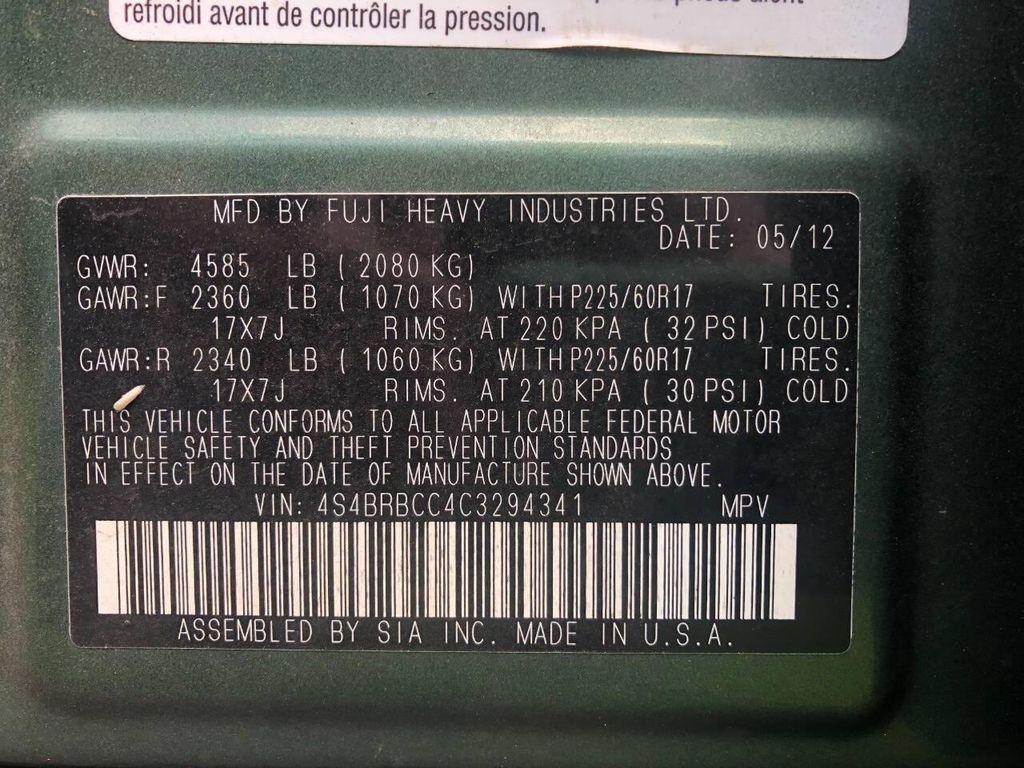 refroidi avant de contrôler la pression.
MFD BY FUJI HEAVY INDUSTRIES LTD.
DATE: 05/12
GVWR: 4585 LB (2080 KG)
GAWR:F 2360 LB (1070 KG) WITH P225/60R17 TIRES.
17X7J RIMS. AT 220 KPA (32 PSI) COLD
GAWR:R 2340 LB (1060 KG) WITH P225/60R17 TIRES.
17X7J RIMS. AT 210 KPA (30 PSI) COLD
THIS VEHICLE CONFORMS TO ALL APPLICABLE FEDERAL MOTOR
VEHICLE SAFETY AND THEFT PREVENTION STANDARDS
IN EFFECT ON THE DATE OF MANUFACTURE SHOWN ABOVE.
VIN: 4S4BRBCC4C3294341 MPV
ASSEMBLED BY SIA INC. MADE IN U.S.A.